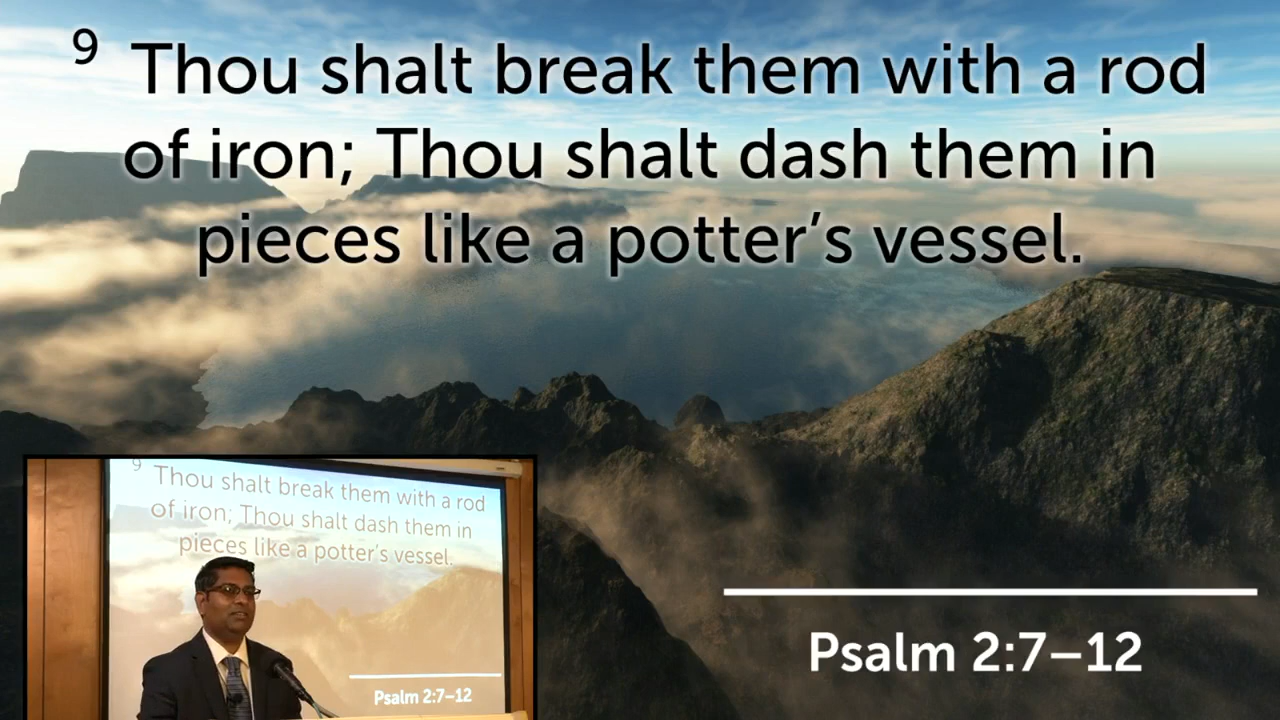 9 Thou shalt break them with a rod
of iron; Thou shalt dash them in
pieces like a potter’s vessel.
Psalm 2:7–12
9 Thou shalt break them with a rod
of iron; Thou shalt dash them in
pieces like a potter’s vessel.
Psalm 2:7–12